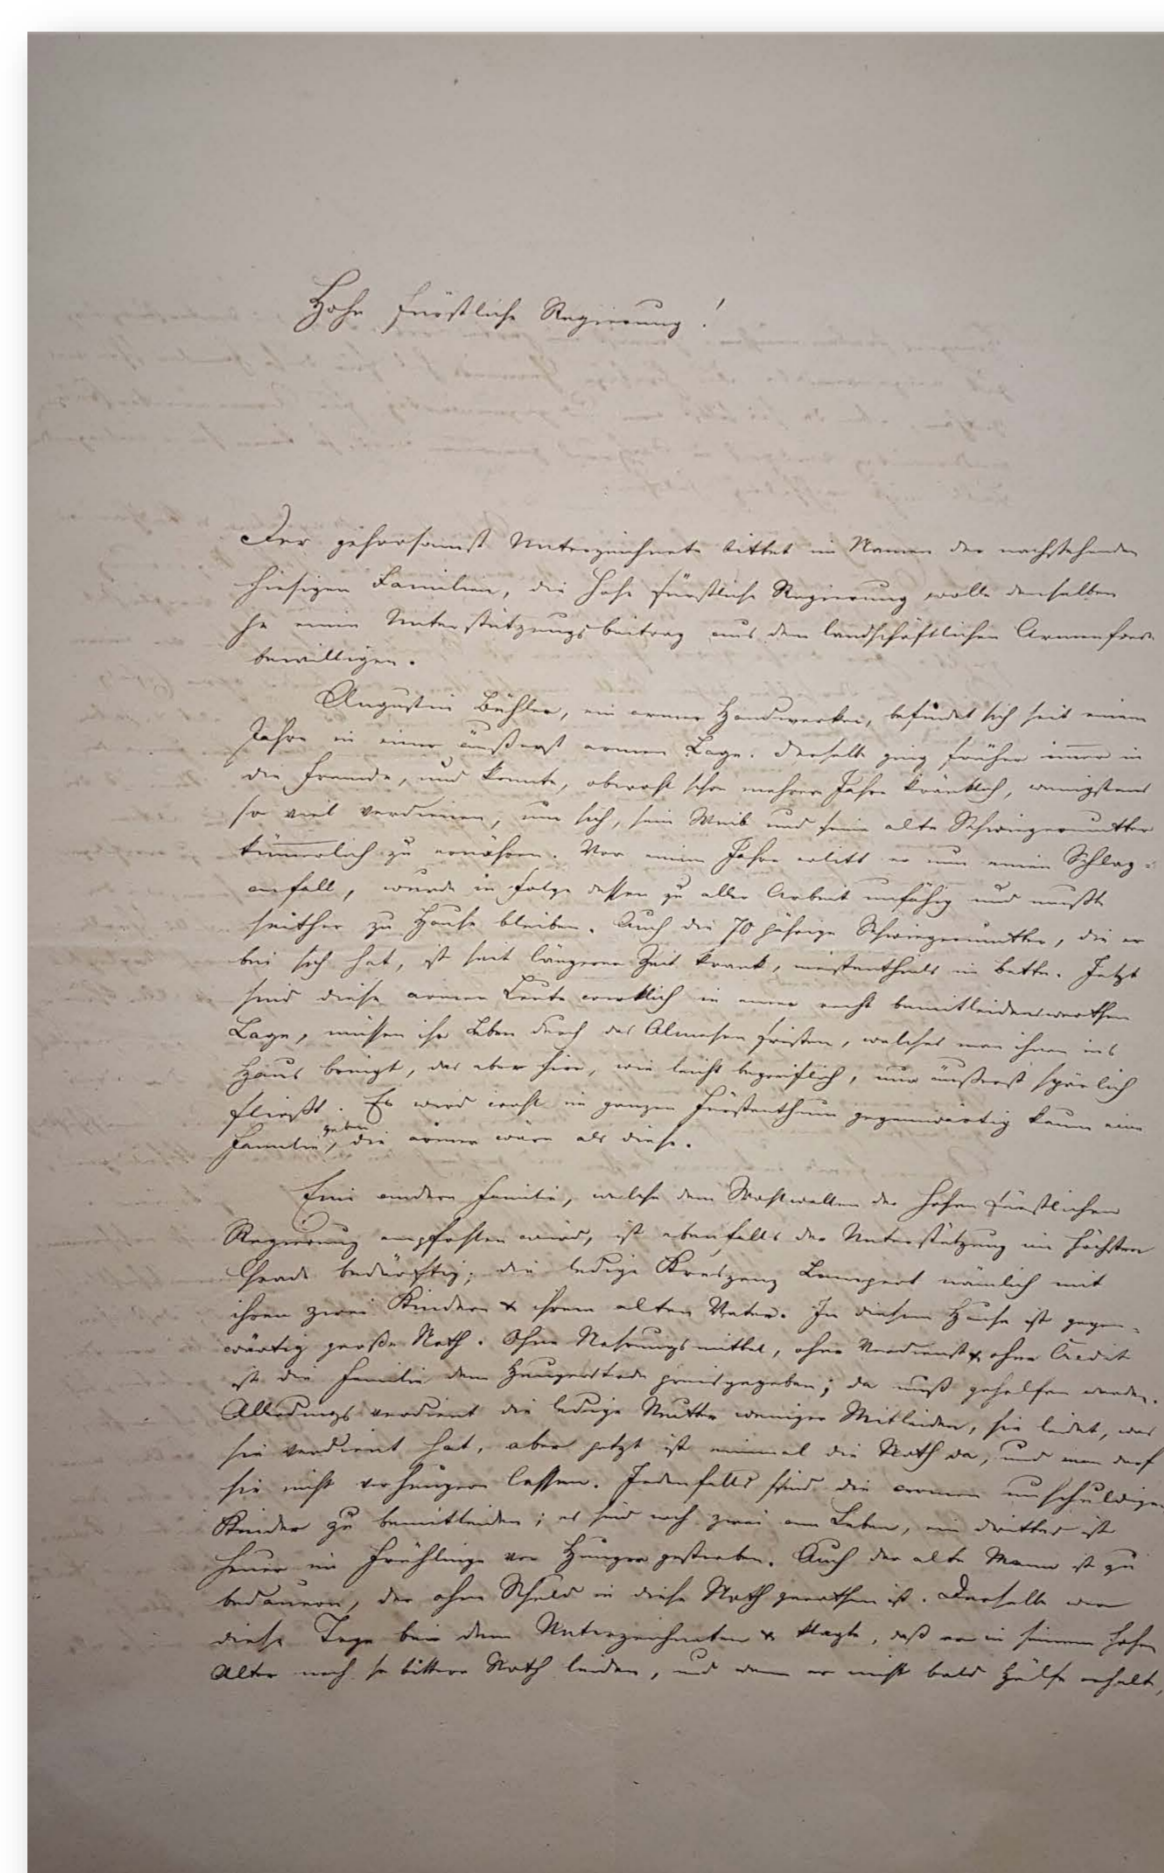 Hohe fürstliche Regierung!
Der gehorsamst Unterzeichnete bittet im Namen der nachstehenden
hiesigen Familien, die hohe fürstliche Regierung wolle denselben
je einen Unterstützungsbeitrag aus dem landschäftlichen Armenfond
bewilligen.
Augustin Bühler, ein armer Handwerker, befindet sich seit einem
Jahre in einer äußerst armen Lage. Derselbe ging früher immer in
die Fremde, und konnte, obwohl schon mehrere Jahre kränklich, wenigstens
so viel verdienen, um sich, sein Weib und seine alte Schwiegermutter
kümmerlich zu ernähren. Vor einem Jahre erlitt er nun einen Schlag-
anfall, wurde in Folge dessen zu aller Arbeit unfähig und mußte
seither zu Hause bleiben. Auch die 70 jährige Schwiegermutter, die er
bei sich hat, ist seit längerer Zeit krank, meistentheils im Bette. Jetzt
sind diese armen Leute wirklich in einer recht bemitleidenswerthen
Lage, müssen ihr Leben durch das Almosen fristen, welches man ihnen ins
Haus bringt, das aber hier, wie leicht begreiflich, nur äußerst spärlich
fließt. Es wird wohl im ganzen Fürstenthum gegenwärtig kaum eine
Familie geben, die ärmer wäre als diese.
Eine andere Familie, welche dem Wohlwollen der hohen fürstlichen
Regierung empfohlen wird, ist ebenfalls der Unterstützung im höchsten
Grade bedürftig; die ledige Kreszenz Lampert nämlich mit
ihren zwei Kindern & ihrem alten Vater. In diesem Hause ist gegen-
wärtig große Noth. Ohne Nahrungsmittel, ohne Verdienst & ohne Credit
ist die Familie dem Hungertode preisgegeben; da muß geholfen werden.
Allerdings verdient die ledige Mutter weniger Mitleiden, sie leidet, was
sie verdient hat, aber jetzt ist einmal die Noth da, und man darf
sie nicht verhungern lassen. Jedenfalls sind die armen unschuldigen
Kinder zu bemitleiden; es sind noch zwei am Leben, ein drittes ist
heuer im Frühlinge vor Hunger gestorben. Auch der alte Mann ist zu
bedauern, der ohne Schuld in diese Noth gerathen ist. Derselbe war
diese Tage bei dem Unterzeichneten & klagte, daß er in seinem hohen
Alter noch so bittere Noth leiden, und wenn er nicht bald Hülfe erhalt,